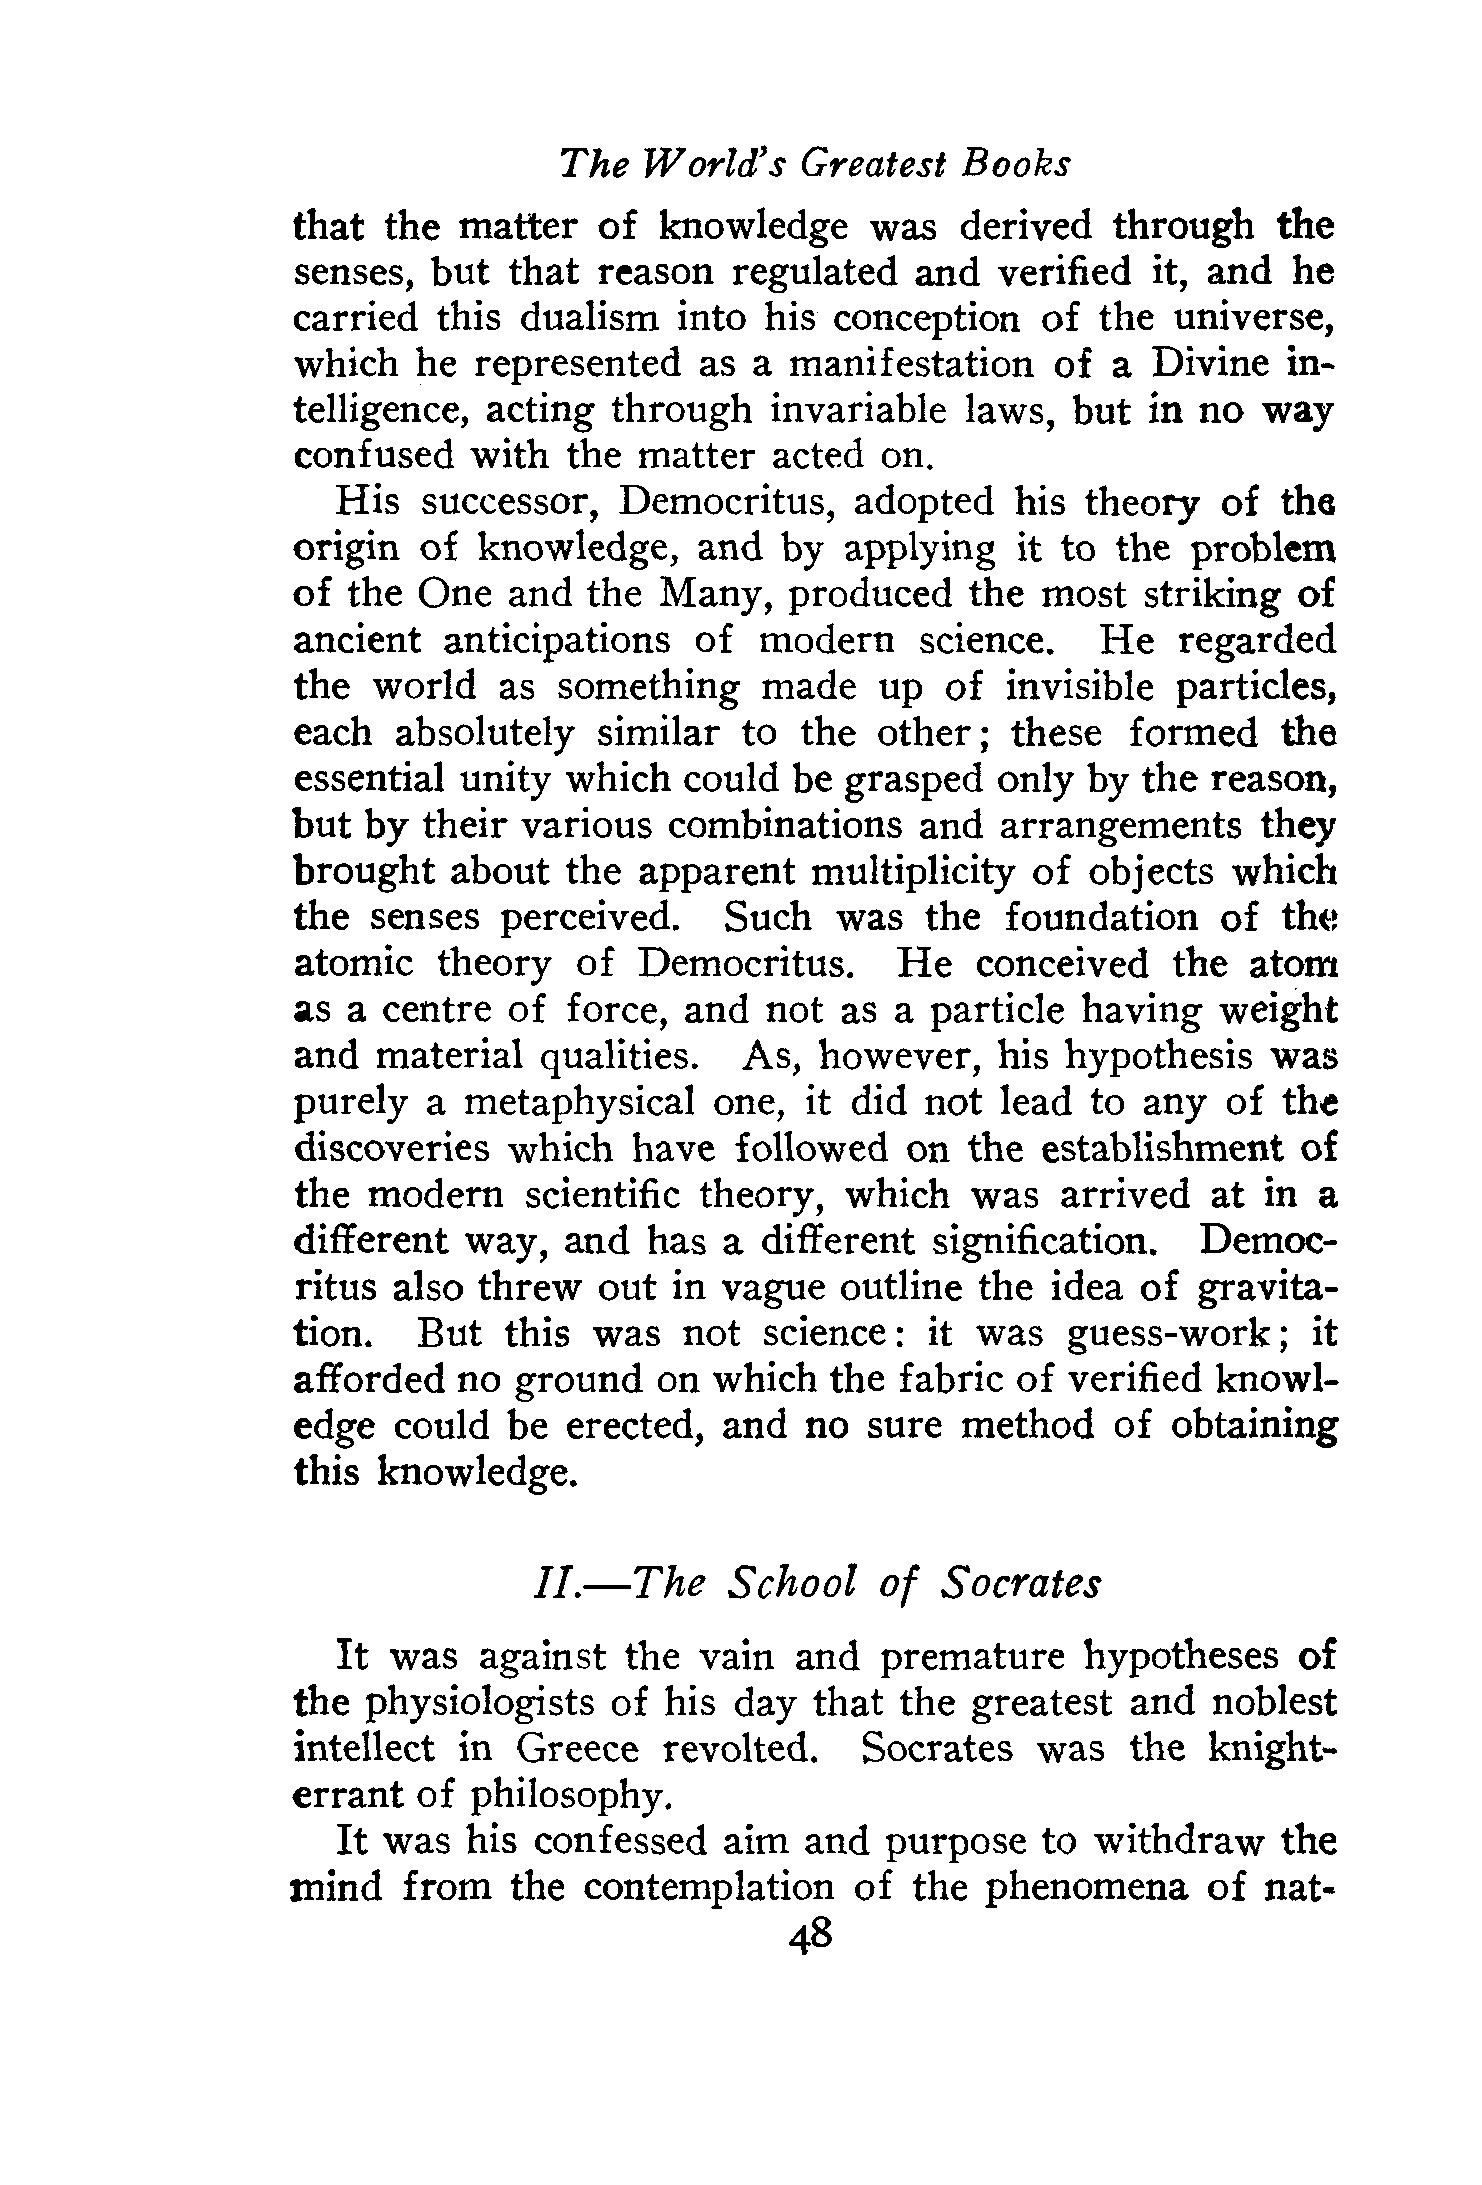 The World's Greatest Books
that the matter of knowledge was derived through the
senses, but that reason regulated and verified it, and he
carried this dualism into his conception of the universe,
which he represented as a manifestation of a Divine in-
telligence, acting through invariable laws, but in no way
confused with the matter acted on.
His successor, Democritus, adopted his theory of the
origin of knowledge, and by applying it to the problem
of the One and the Many, produced the most striking of
ancient anticipations of modern science. He regarded
the world as something made up of invisible particles,
each absolutely similar to the other; these formed the
essential unity which could be grasped only by the reason,
but by their various combinations and arrangements they
brought about the apparent multiplicity of objects which
the senses perceived. Such was the foundation of the
atomic theory of Democritus. He conceived the atom
as a centre of force, and not as a particle having weight
and material qualities. As, however, his hypothesis was
purely a metaphysical one, it did not lead to any of the
discoveries which have followed on the establishment of
the modern scientific theory, which was arrived at in a
different way, and has a different signification. Democ-
ritus also threw out in vague outline the idea of gravita-
tion. But this was not science: it was guess-work; it
afforded no ground on which the fabric of verified knowl-
edge could be erected, and no sure method of obtaining
this knowledge.
II.—The School of Socrates
It was against the vain and premature hypotheses of
the physiologists of his day that the greatest and noblest
intellect in Greece revolted. Socrates was the knight-
errant of philosophy.
It was his confessed aim and purpose to withdraw the
mind from the contemplation of the phenomena of nat-
48